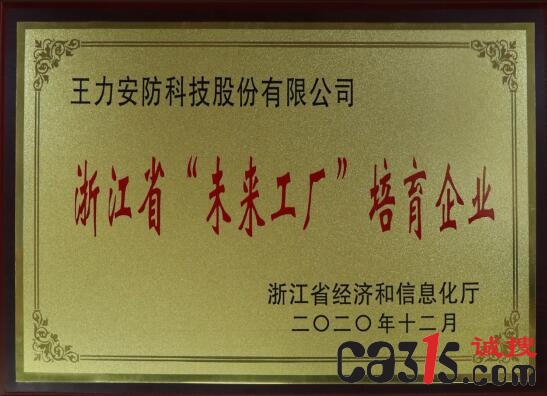 王力安防科技股份有限公司
浙江省“未来工厂”培育企业
浙江省经济和信息化厅
二〇二〇年十二月
诚搜
ca315.com